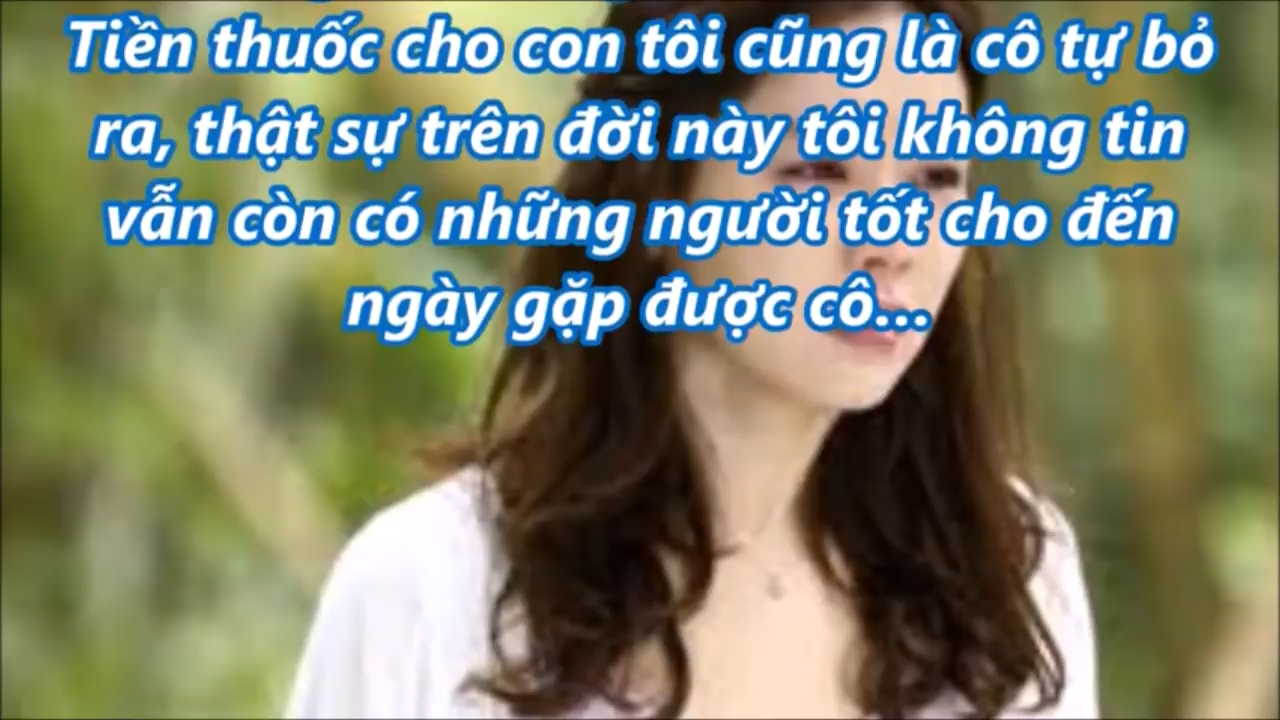 Tiền thuốc cho con tôi cũng là cô tự bỏ
ra, thật sự trên đời này tôi không tin
vẫn còn có những người tốt cho đến
ngày gặp được cô...